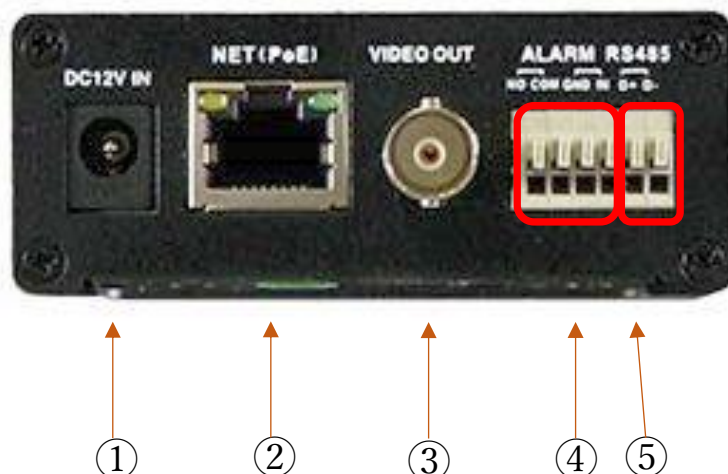 DC12V IN
NET(PoE)
VIDEO OUT
ALARM RS485
NO COM GND IN D+ D-
① ② ③ ④ ⑤